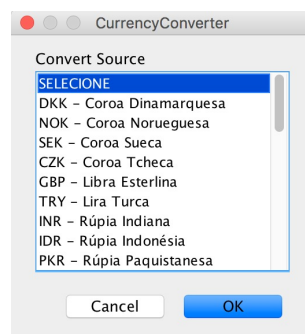 CurrencyConverter
Convert Source
SELECIONE
DKK – Coroa Dinamarquesa
NOK – Coroa Norueguesa
SEK – Coroa Sueca
CZK – Coroa Tcheca
GBP – Libra Esterlina
TRY – Lira Turca
INR – Rúpia Indiana
IDR – Rúpia Indonésia
PKR – Rúpia Paquistanesa
Cancel OK